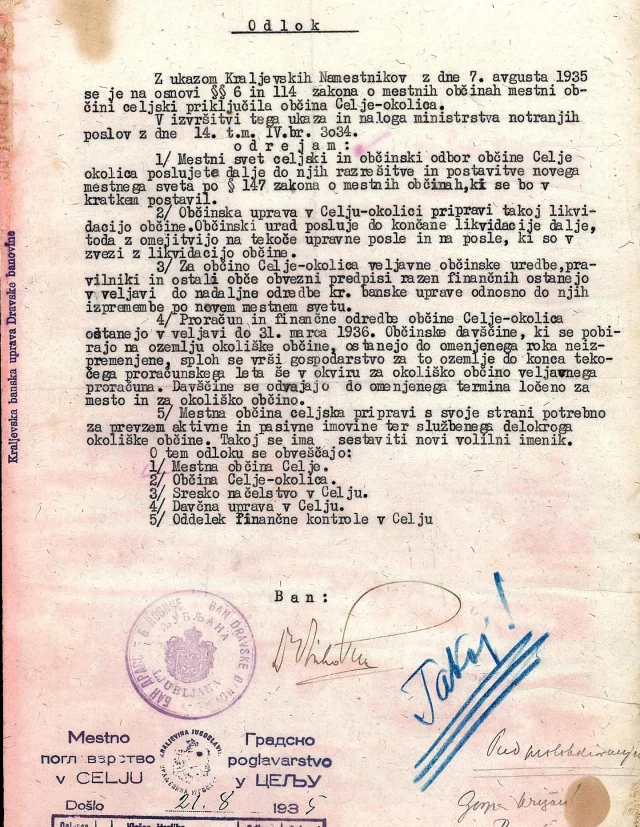 Odlok
Z ukazom Kraljevskih Namestnikov z dne 7. avgusta 1935
se je na osnovi §§ 6 in 114 zakona o mestnih občinah mestni ob-
čini celjski priključila občina Celje-okolica.
V izvršitvi tega ukaza in naloga ministrstva notranjih
poslov z dne 14. t.m. IV.br. 3o34.
odrejam:
1/ Mestni svet celjski in občinski odbor občine Celje
okolica poslujeta dalje do njih razrešitve in postavitve novega
mestnega sveta po § 147 zakona o mestnih občinah,ki se bo v
kratkem postavil.
2/ Občinska uprava v Celju-okolici pripravi takoj likvi-
dacijo občine.Občinski urad posluje do končane likvidacije dalje,
toda z omejitvijo na tekoče upravne posle in na posle, ki so v
zvezi z likvidacijo občine.
3/ Za občino Celje-okolica veljavne občinske uredbe,pra-
vilniki in ostali obče obvezni predpisi razen finančnih ostanejo
v veljavi do nadaljne odredbe kr. banske uprave odnosno do njih
izpremembe po novem mestnem svetu.
4/ Proračun in finančne odredbe občine Celje-okolica
ostanejo v veljavi do 31. marca 1936. Občinske davščine, ki se pobi-
rajo na ozemlju okoliške občine, ostanejo do omenjenega roka neiz-
premenjene, sploh se vrši gospodarstvo za to ozemlje do konca teko-
čega proračunskega leta še v okviru za okoliško občino veljavnega
proračuna. Davščine se odvajajo do omenjenega termina ločeno za
mesto in za okoliško občino.
5/ Mestna občina celjska pripravi s svoje strani potrebno
za prevzem aktivne in pasivne imovine ter službenega delokroga
okoliške občine. Takoj se ima sestaviti novi volilni imenik.
O tem odloku se obveščajo:
1/ Mestna občina Celje.
2/ Občina Celje-okolica.
3/ Sresko načelstvo v Celju.
4/ Davčna uprava v Celju.
5/ Oddelek finančne kontrole v Celju
Kraljevska banska uprava Dravske banovine
Ban:
BAN DRAVSKE
ЉУБЉАНА
LJUBLJANA
Takoj!
Mestno
Градско
poglavarstvo
v CELJU
у ЦЕЉУ
Došlo 21. 8 1935